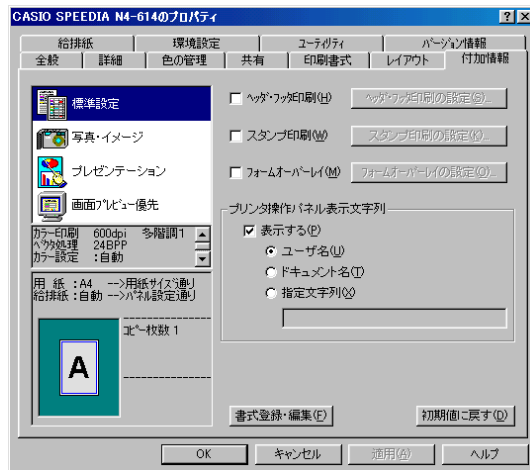 CASIO SPEEDIA N4-614のプロパティ
給排紙 環境設定 ユーティリティ バージョン情報
全般 詳細 色の管理 共有 印刷書式 レイアウト 付加情報
標準設定
写真・イメージ
プレゼンテーション
画面プレビュー優先
カラー印刷 600dpi 多階調1
ベクタ処理 24BPP
カラー設定 :自動
用 紙 :A4 -->用紙サイズ通り
給排紙:自動 -->パネル設定通り
コピー枚数 1
A
ヘッダ・フッタ印刷(H) ヘッダ・フッタ印刷の設定(S)...
スタンプ印刷(W) スタンプ印刷の設定(K)...
フォームオーバーレイ(M) フォームオーバーレイの設定(O)...
プリンタ操作パネル表示文字列
表示する(P)
ユーザ名(U)
ドキュメント名(T)
指定文字列(X)
書式登録・編集(F) 初期値に戻す(D)
OK キャンセル 適用(A) ヘルプ